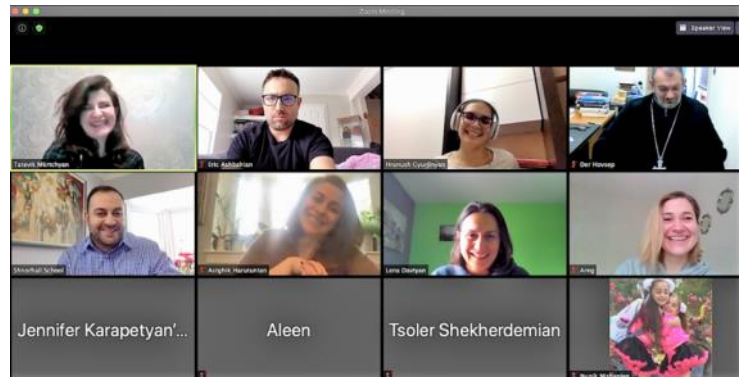 Zoom Meeting
Speaker View
Tatevik Mkrtchyan
Eric Ashbahian
Hranush Gyurjinyan
Der Hovsep
Shnorhali School
Astghik Harutunian
Lena Davtyan
Areg
Jennifer Karapetyan'...
Aleen
Tsoler Shekherdemian